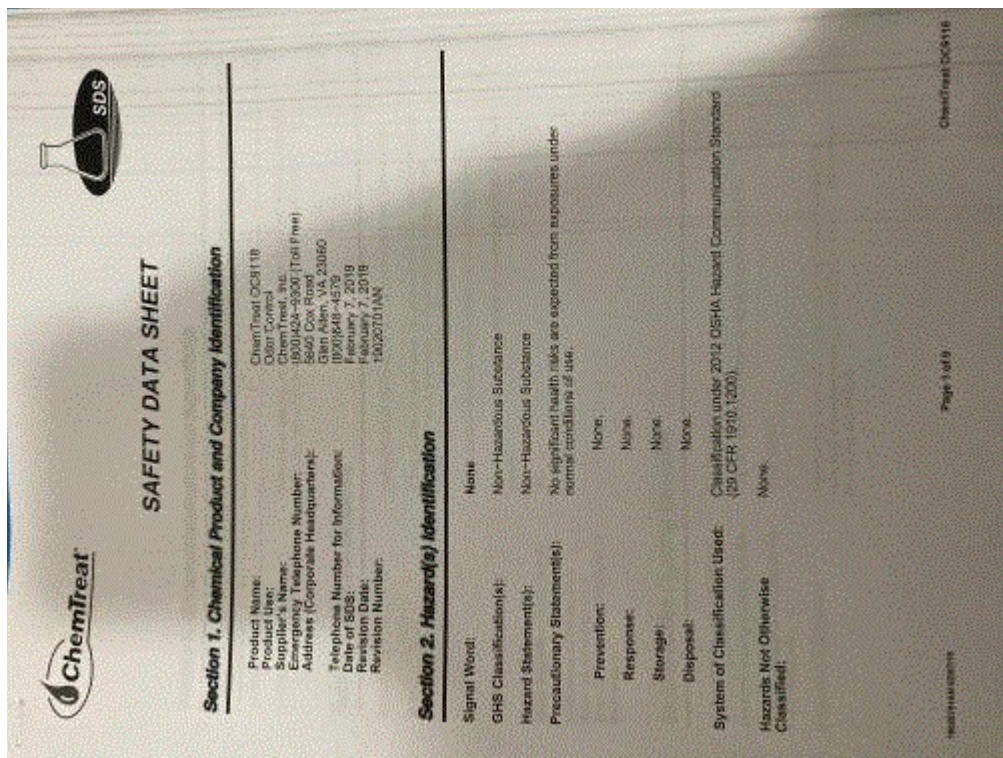 ChemTreat
SDS
SAFETY DATA SHEET
Section 1. Chemical Product and Company Identification
Product Name: ChemTreat OC9118
Product Use: Odor Control
Supplier's Name: ChemTreat, Inc.
Emergency Telephone Number: (800)424-9300 (Toll Free)
Address (Corporate Headquarters): 5640 Cox Road
Glen Allen, VA 23060
Telephone Number for Information: (800)648-4579
Date of SDS: February 7, 2019
Revision Date: February 7, 2019
Revision Number: 19020701AN
Section 2. Hazard(s) Identification
Signal Word: None
GHS Classification(s): Non-Hazardous Substance
Hazard Statement(s): Non-Hazardous Substance
Precautionary Statement(s): No significant health risks are expected from exposures under
normal conditions of use.
Prevention: None.
Response: None.
Storage: None.
Disposal: None.
System of Classification Used: Classification under 2012 OSHA Hazard Communication Standard
(29 CFR 1910.1200).
Hazards Not Otherwise None.
Classified:
Page 1 of 9
ChemTreat OC9118